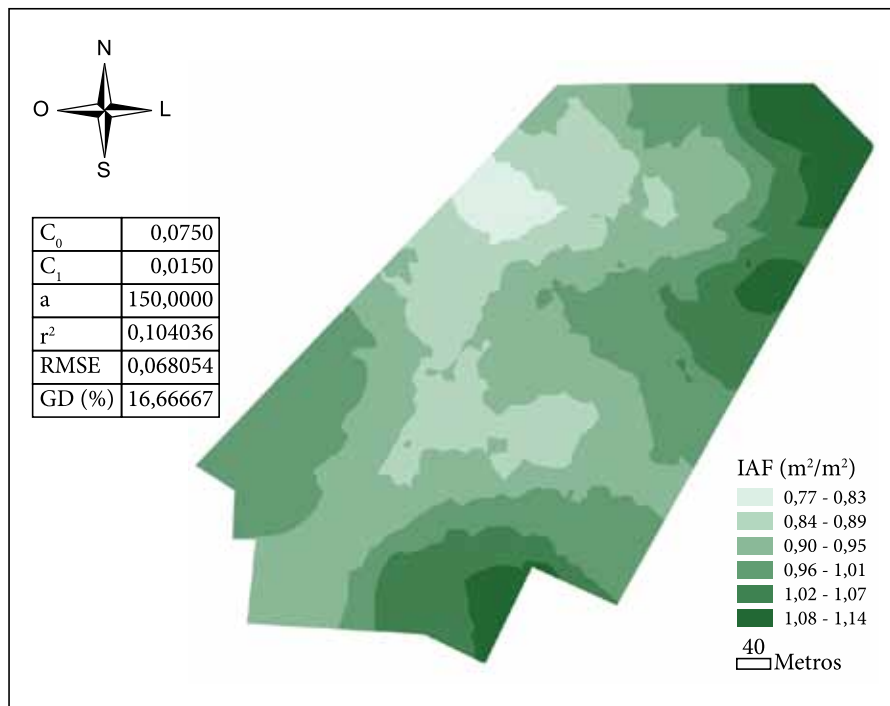 N
O L
S
C₀ 0,0750
C₁ 0,0150
a 150,0000
r² 0,104036
RMSE 0,068054
GD (%) 16,66667
IAF (m²/m²)
0,77 - 0,83
0,84 - 0,89
0,90 - 0,95
0,96 - 1,01
1,02 - 1,07
1,08 - 1,14
40
Metros